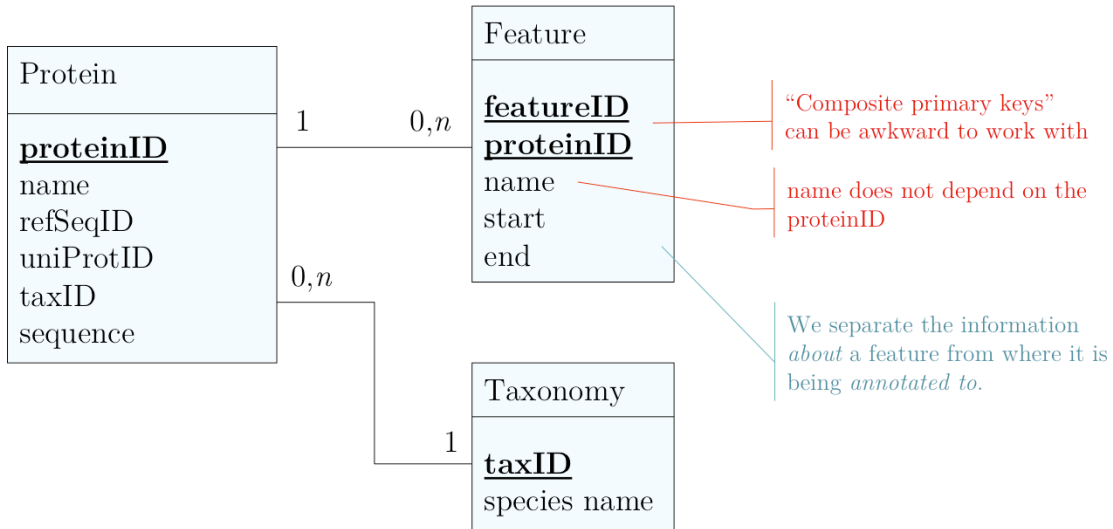 Protein
proteinID
name
refSeqID
uniProtID
taxID
sequence
1
0,n
Feature
featureID
proteinID
name
start
end
0,n
1
Taxonomy
taxID
species name
“Composite primary keys”
can be awkward to work with
name does not depend on the
proteinID
We separate the information
about a feature from where it is
being annotated to.